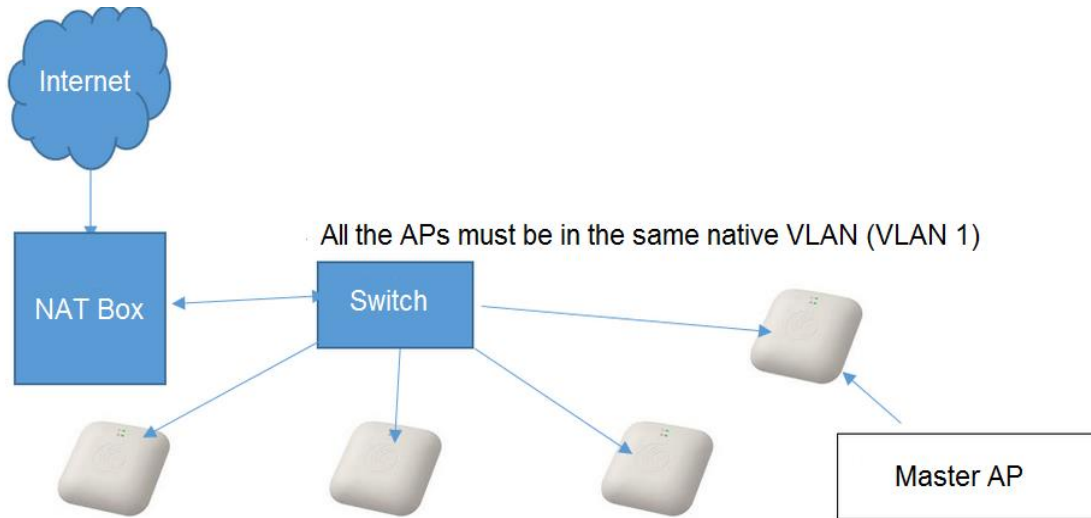 Internet
All the APs must be in the same native VLAN (VLAN 1)
NAT Box
Switch
Master AP